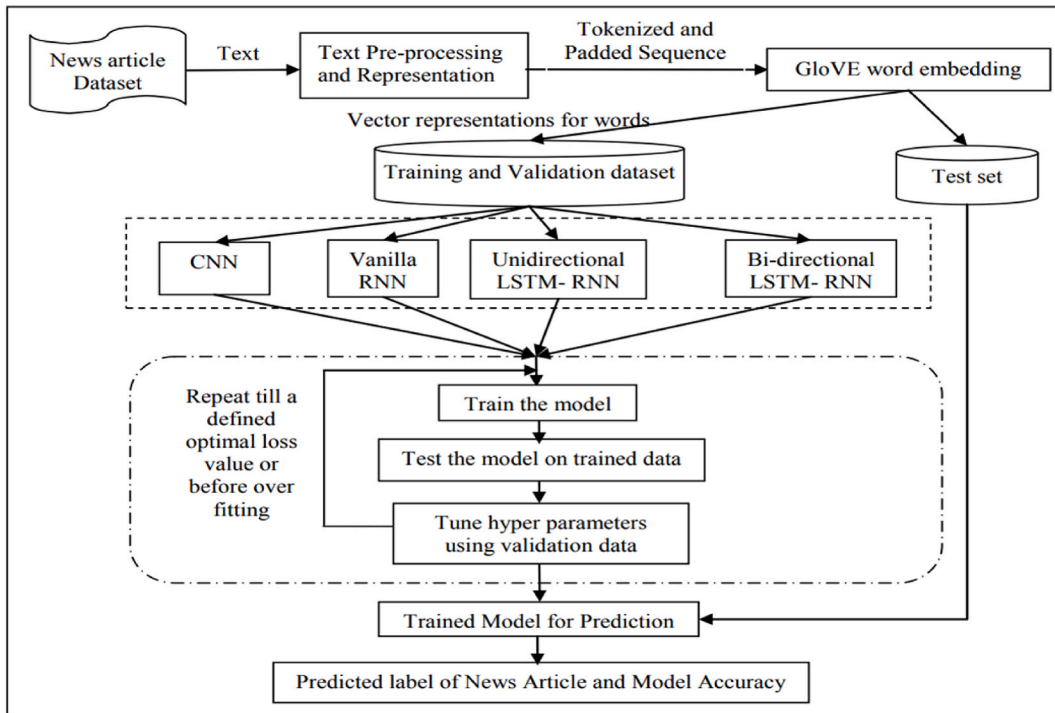 News article
Dataset
Text
Text Pre-processing
and Representation
Tokenized and
Padded Sequence
GloVE word embedding
Vector representations for words
Training and Validation dataset
Test set
CNN
Vanilla
RNN
Unidirectional
LSTM- RNN
Bi-directional
LSTM- RNN
Repeat till a
defined
optimal loss
value or
before over
fitting
Train the model
Test the model on trained data
Tune hyper parameters
using validation data
Trained Model for Prediction
Predicted label of News Article and Model Accuracy